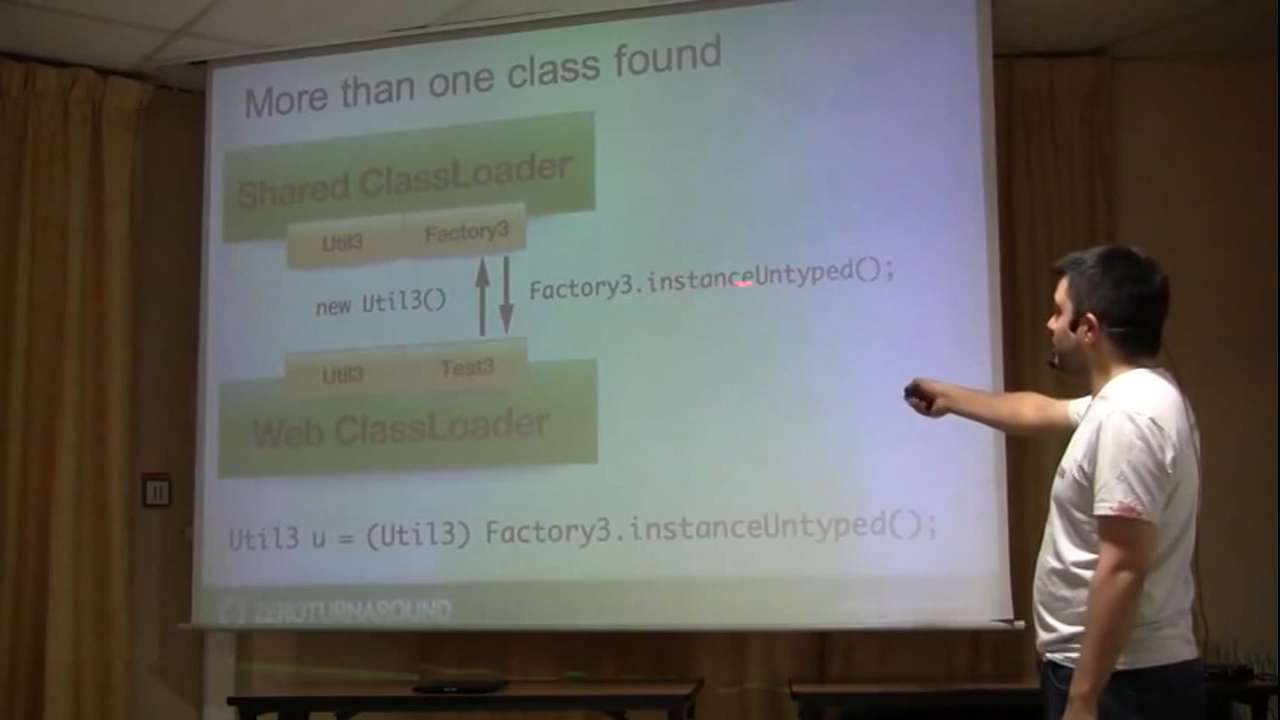 More than one class found
Shared ClassLoader
Util3 Factory3
new Util3()
Factory3.instanceUntyped();
Util3 Test3
Web ClassLoader
Util3 u = (Util3) Factory3.instanceUntyped();
ZEROTURNAROUND